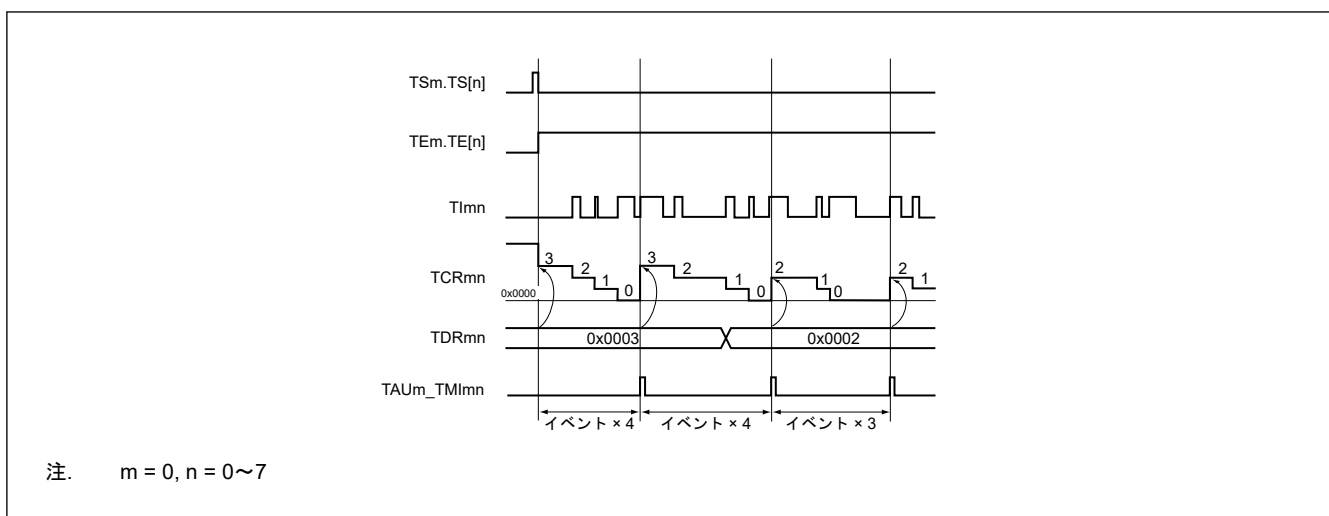 TSm.TS[n]
TEm.TE[n]
TImn
TCRmn
0x0000
3
2
1
0
3
2
1
0
2
1
0
2
1
TDRmn
0x0003
0x0002
TAUm_TMImn
イベント × 4
イベント × 4
イベント × 3
注. m = 0, n = 0～7